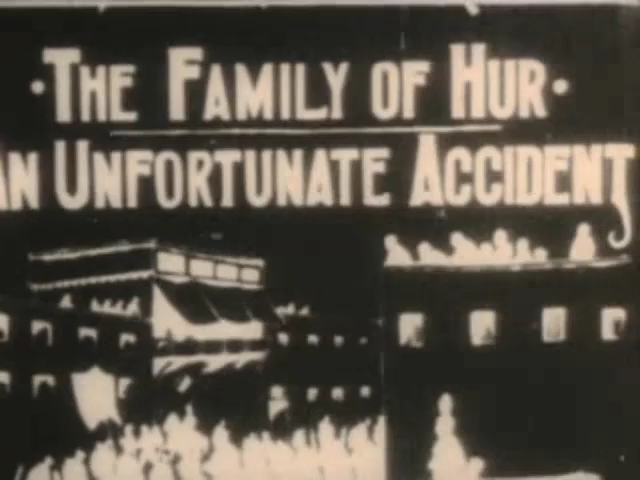 ·THE FAMILY OF HUR·
AN UNFORTUNATE ACCIDENT